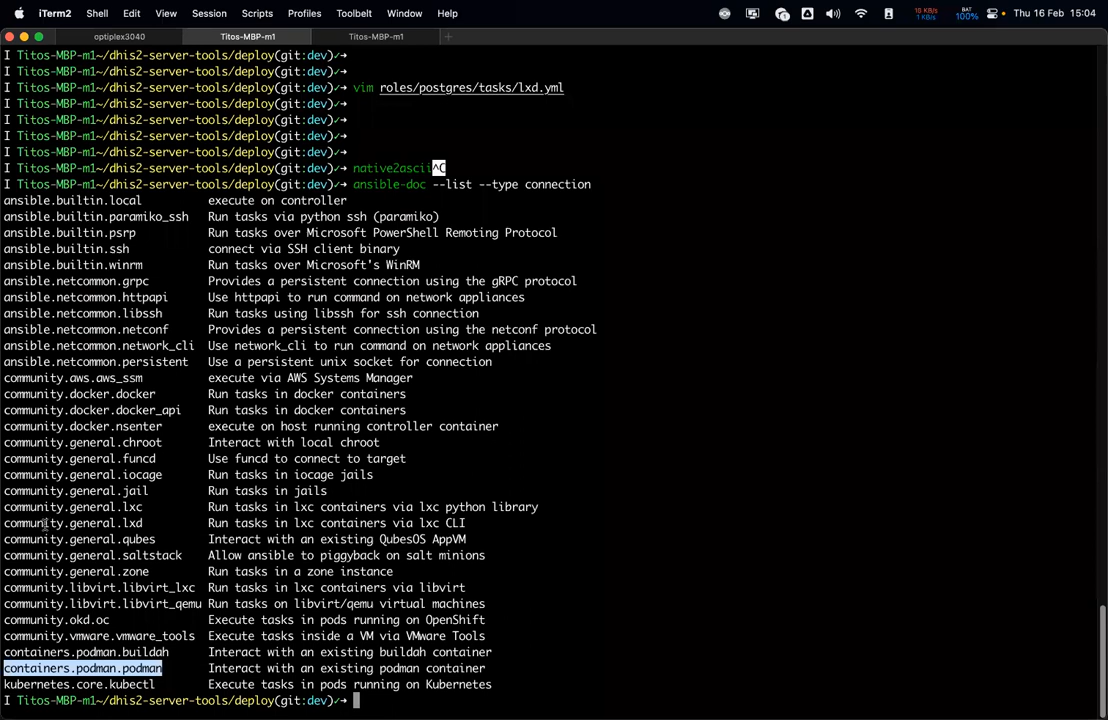 iTerm2 Shell Edit View Session Scripts Profiles Toolbelt Window Help 15 KB/s 1 KB/s BAT 100% Thu 16 Feb 15:04
optiplex3040 Titos-MBP-m1 Titos-MBP-m1 +
I Titos-MBP-m1~/dhis2-server-tools/deploy(git:dev)✓→
I Titos-MBP-m1~/dhis2-server-tools/deploy(git:dev)✓→
I Titos-MBP-m1~/dhis2-server-tools/deploy(git:dev)✓→ vim roles/postgres/tasks/lxd.yml
I Titos-MBP-m1~/dhis2-server-tools/deploy(git:dev)✓→
I Titos-MBP-m1~/dhis2-server-tools/deploy(git:dev)✓→
I Titos-MBP-m1~/dhis2-server-tools/deploy(git:dev)✓→
I Titos-MBP-m1~/dhis2-server-tools/deploy(git:dev)✓→
I Titos-MBP-m1~/dhis2-server-tools/deploy(git:dev)✓→ native2ascii^C
I Titos-MBP-m1~/dhis2-server-tools/deploy(git:dev)✓→ ansible-doc --list --type connection
ansible.builtin.local execute on controller
ansible.builtin.paramiko_ssh Run tasks via python ssh (paramiko)
ansible.builtin.psrp Run tasks over Microsoft PowerShell Remoting Protocol
ansible.builtin.ssh connect via SSH client binary
ansible.builtin.winrm Run tasks over Microsoft's WinRM
ansible.netcommon.grpc Provides a persistent connection using the gRPC protocol
ansible.netcommon.httpapi Use httpapi to run command on network appliances
ansible.netcommon.libssh Run tasks using libssh for ssh connection
ansible.netcommon.netconf Provides a persistent connection using the netconf protocol
ansible.netcommon.network_cli Use network_cli to run command on network appliances
ansible.netcommon.persistent Use a persistent unix socket for connection
community.aws.aws_ssm execute via AWS Systems Manager
community.docker.docker Run tasks in docker containers
community.docker.docker_api Run tasks in docker containers
community.docker.nsenter execute on host running controller container
community.general.chroot Interact with local chroot
community.general.funcd Use funcd to connect to target
community.general.iocage Run tasks in iocage jails
community.general.jail Run tasks in jails
community.general.lxc Run tasks in lxc containers via lxc python library
community.general.lxd Run tasks in lxc containers via lxc CLI
community.general.qubes Interact with an existing QubesOS AppVM
community.general.saltstack Allow ansible to piggyback on salt minions
community.general.zone Run tasks in a zone instance
community.libvirt.libvirt_lxc Run tasks in lxc containers via libvirt
community.libvirt.libvirt_qemu Run tasks on libvirt/qemu virtual machines
community.okd.oc Execute tasks in pods running on OpenShift
community.vmware.vmware_tools Execute tasks inside a VM via VMware Tools
containers.podman.buildah Interact with an existing buildah container
containers.podman.podman Interact with an existing podman container
kubernetes.core.kubectl Execute tasks in pods running on Kubernetes
I Titos-MBP-m1~/dhis2-server-tools/deploy(git:dev)✓→